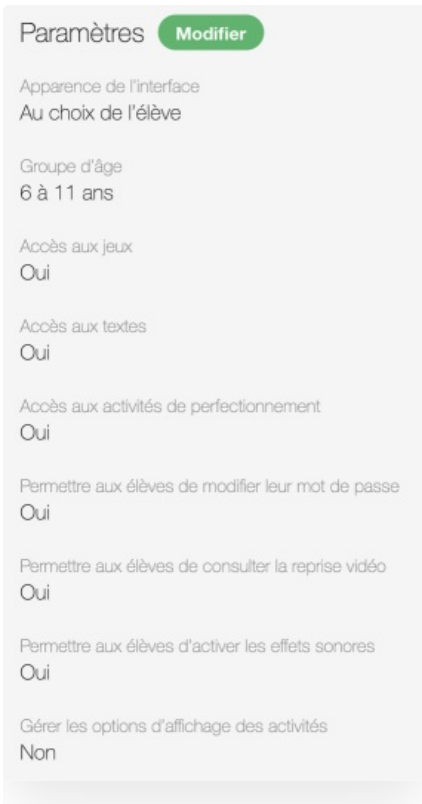 Paramètres Modifier
Apparence de l'interface
Au choix de l'élève
Groupe d'âge
6 à 11 ans
Accès aux jeux
Oui
Accès aux textes
Oui
Accès aux activités de perfectionnement
Oui
Permettre aux élèves de modifier leur mot de passe
Oui
Permettre aux élèves de consulter la reprise vidéo
Oui
Permettre aux élèves d'activer les effets sonores
Oui
Gérer les options d'affichage des activités
Non